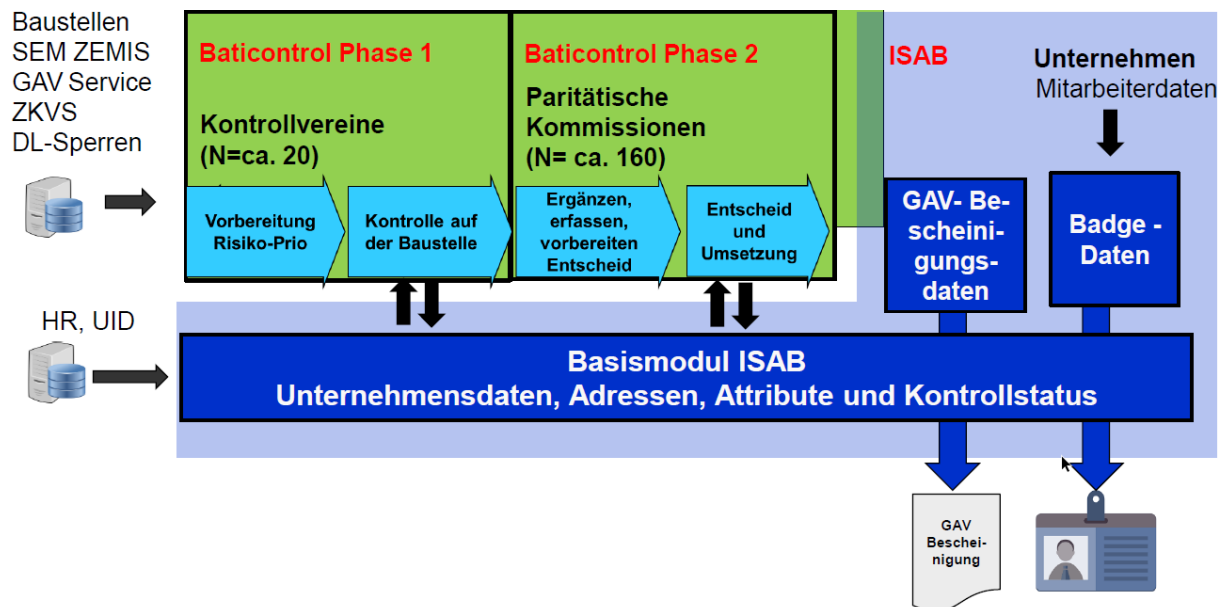 Baustellen
SEM ZEMIS
GAV Service
ZKVS
DL-Sperren
Baticontrol Phase 1
Kontrollvereine
(N=ca. 20)
Vorbereitung
Risiko-Prio
Kontrolle auf
der Baustelle
Baticontrol Phase 2
Paritätische
Kommissionen
(N= ca. 160)
Ergänzen,
erfassen,
vorbereiten
Entscheid
Entscheid
und
Umsetzung
ISAB
Unternehmen
Mitarbeiterdaten
GAV- Be-
scheini-
gungs-
daten
Badge -
Daten
HR, UID
Basismodul ISAB
Unternehmensdaten, Adressen, Attribute und Kontrollstatus
GAV
Beschei-
nigung